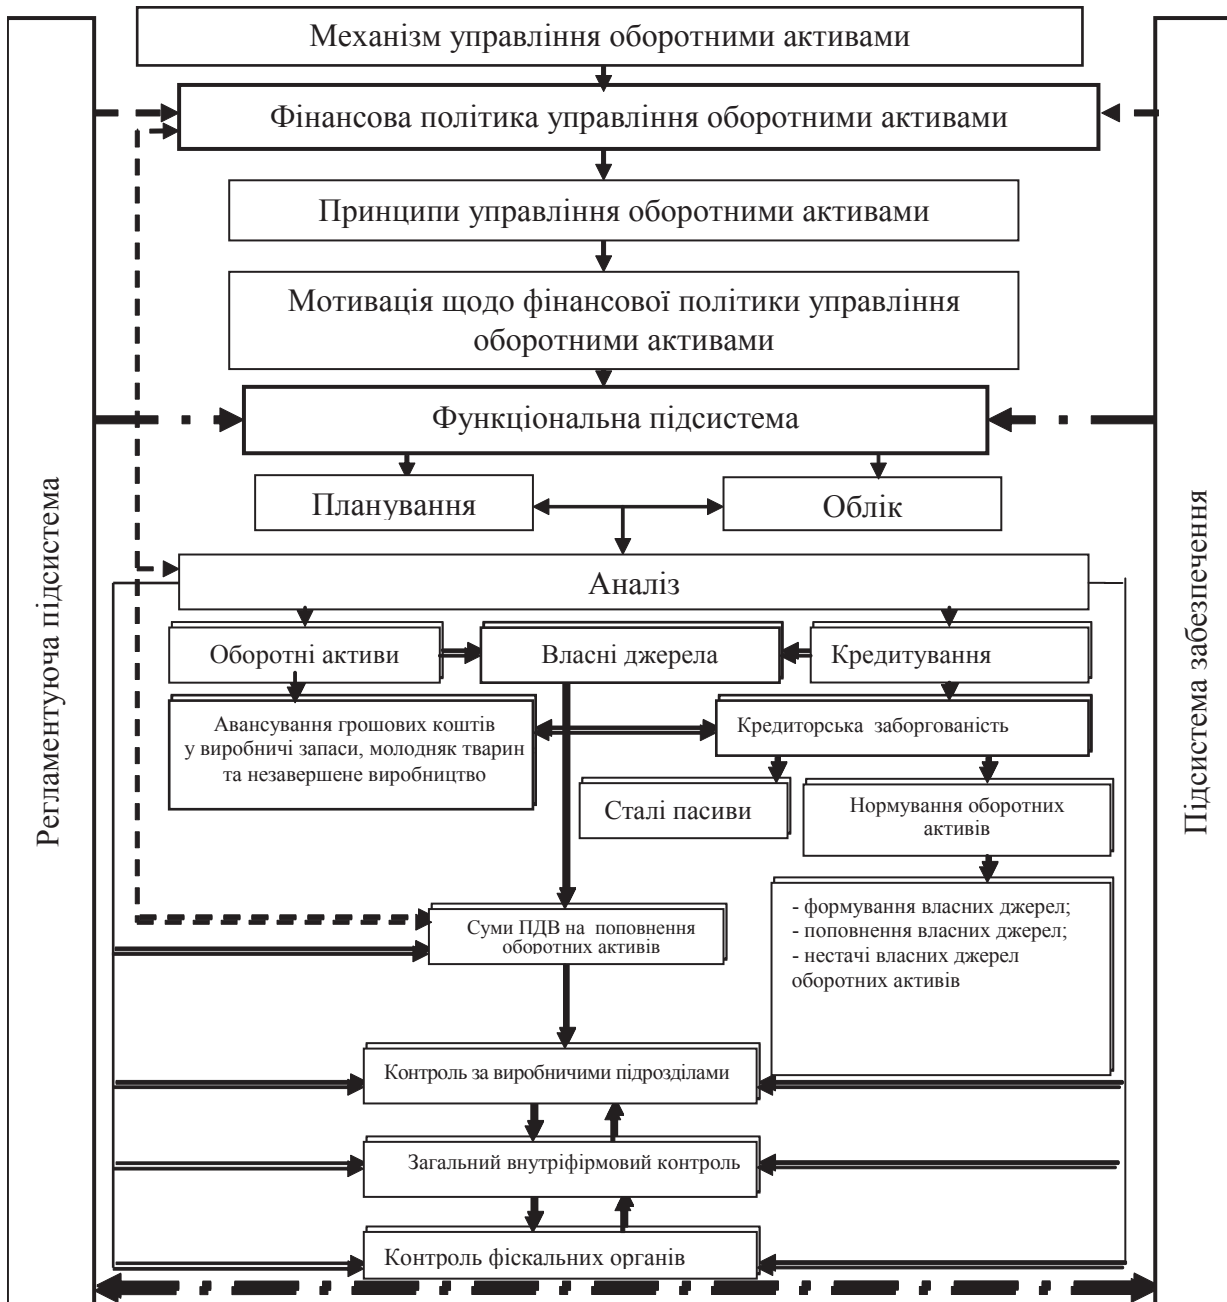 Механізм управління оборотними активами
Фінансова політика управління оборотними активами
Принципи управління оборотними активами
Мотивація щодо фінансової політики управління
оборотними активами
Функціональна підсистема
Регламентуюча підсистема
Підсистема забезпечення
Планування
Облік
Аналіз
Оборотні активи
Власні джерела
Кредитування
Авансування грошових коштів
у виробничі запаси, молодняк тварин
та незавершене виробництво
Кредиторська заборгованість
Сталі пасиви
Нормування оборотних
активів
- формування власних джерел;
- поповнення власних джерел;
- нестачі власних джерел
оборотних активів
Суми ПДВ на поповнення
оборотних активів
Контроль за виробничими підрозділами
Загальний внутріфірмовий контроль
Контроль фіскальних органів